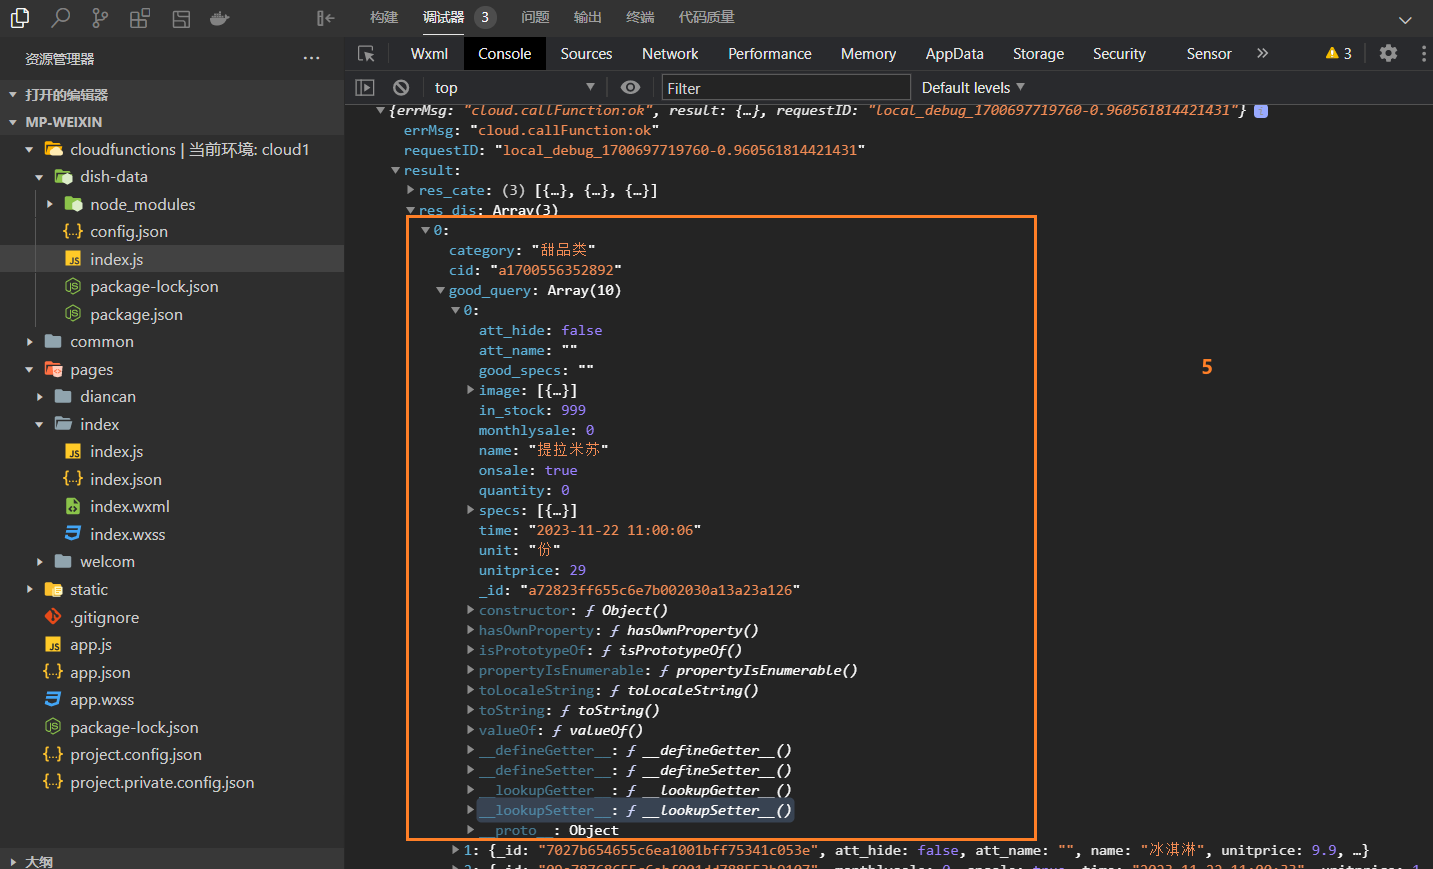 构建 调试器 3 问题 输出 终端 代码质量
资源管理器 ...
Wxml Console Sources Network Performance Memory AppData Storage Security Sensor » 3
top Filter Default levels
打开的编辑器
MP-WEIXIN
cloudfunctions | 当前环境: cloud1
dish-data
node_modules
config.json
index.js
package-lock.json
package.json
common
pages
diancan
index
index.js
index.json
index.wxml
index.wxss
welcom
static
.gitignore
app.js
app.json
app.wxss
package-lock.json
project.config.json
project.private.config.json
大纲
{errMsg: "cloud.callFunction:ok", result: {…}, requestID: "local_debug_1700697719760-0.960561814421431"} i
errMsg: "cloud.callFunction:ok"
requestID: "local_debug_1700697719760-0.960561814421431"
result:
res_cate: (3) [{…}, {…}, {…}]
res_dis: Array(3)
0:
category: "甜品类"
cid: "a1700556352892"
good_query: Array(10)
0:
att_hide: false
att_name: ""
good_specs: ""
image: [{…}]
in_stock: 999
monthlysale: 0
name: "提拉米苏"
onsale: true
quantity: 0
specs: [{…}]
time: "2023-11-22 11:00:06"
unit: "份"
unitprice: 29
_id: "a72823ff655c6e7b002030a13a23a126"
constructor: ƒ Object()
hasOwnProperty: ƒ hasOwnProperty()
isPrototypeOf: ƒ isPrototypeOf()
propertyIsEnumerable: ƒ propertyIsEnumerable()
toLocaleString: ƒ toLocaleString()
toString: ƒ toString()
valueOf: ƒ valueOf()
__defineGetter__: ƒ __defineGetter__()
__defineSetter__: ƒ __defineSetter__()
__lookupGetter__: ƒ __lookupGetter__()
__lookupSetter__: ƒ __lookupSetter__()
__proto__: Object
1: {_id: "7027b654655c6ea1001bff75341c053e", att_hide: false, att_name: "", name: "冰淇淋", unitprice: 9.9, …}
5